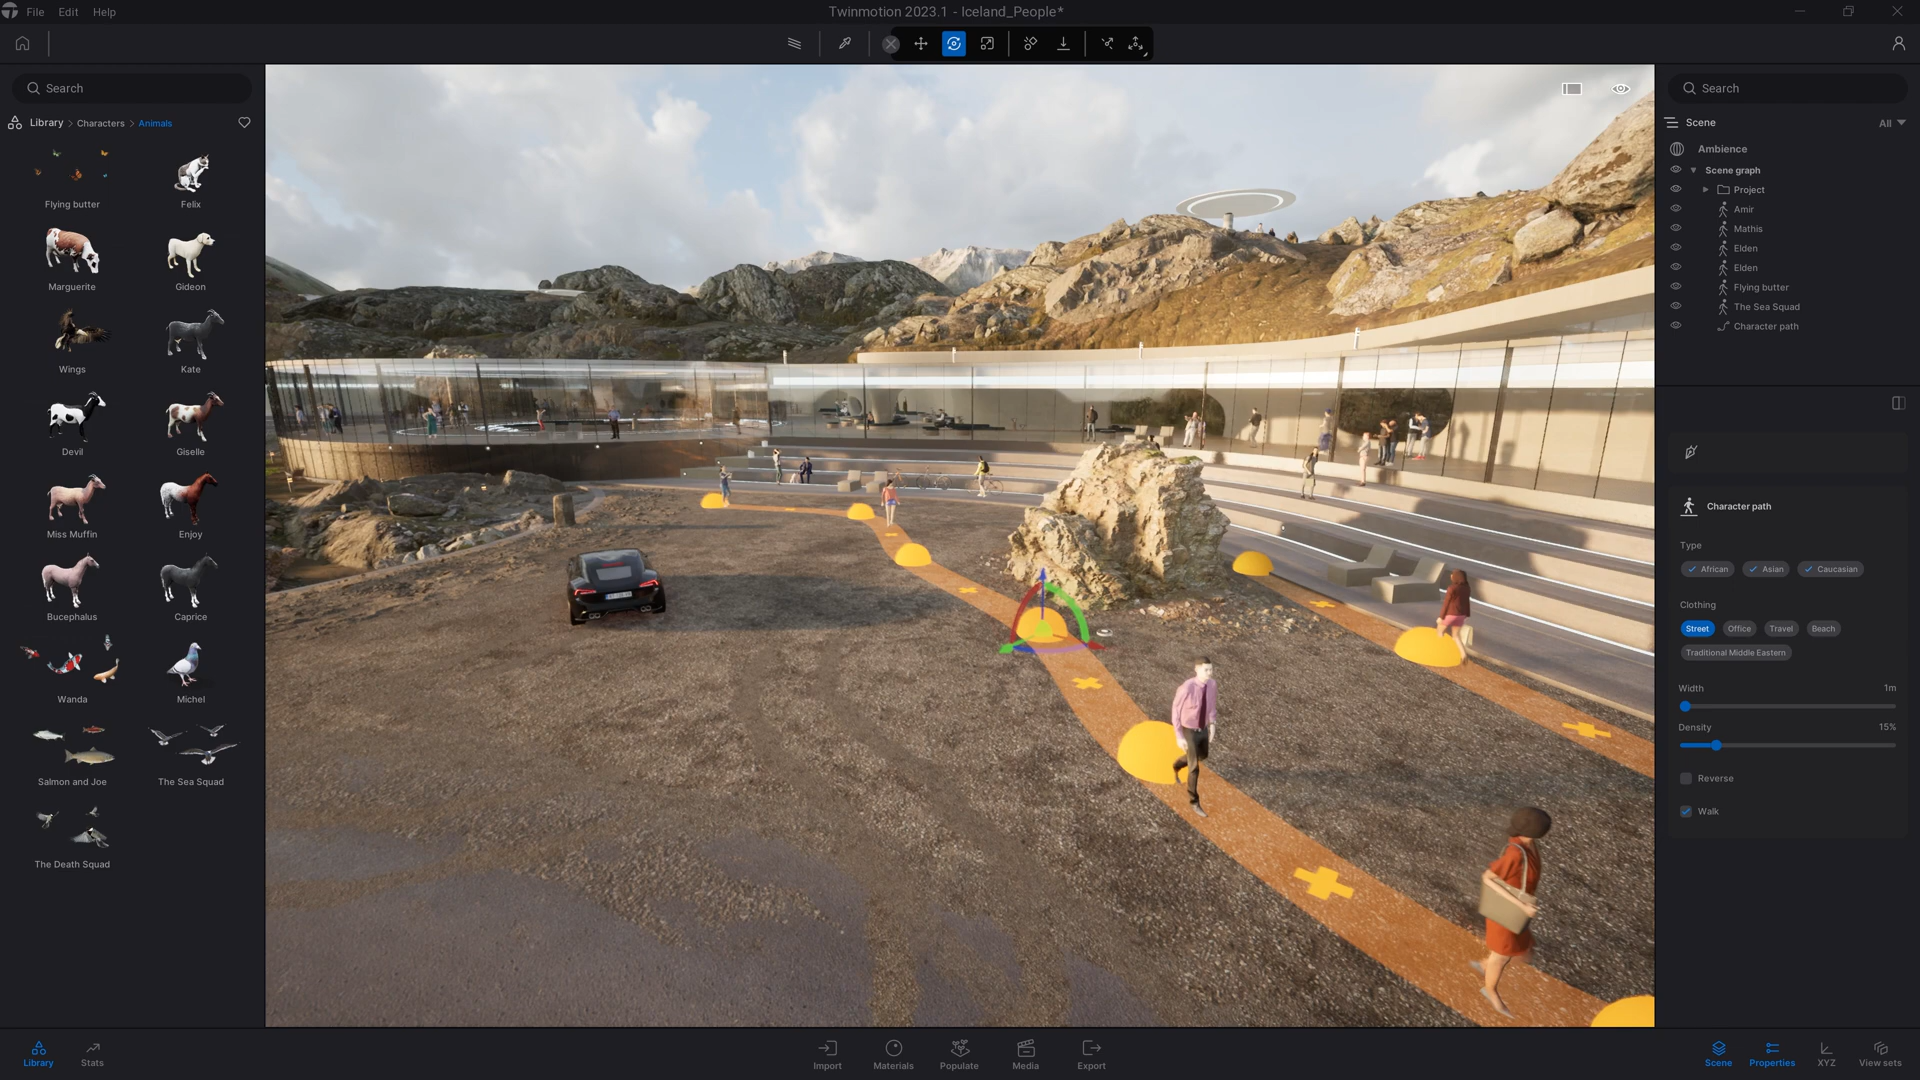 File Edit Help
Twinmotion 2023.1 - Iceland_People*
Search
Library > Characters > Animals
Flying butter
Felix
Marguerite
Gideon
Wings
Kate
Devil
Giselle
Miss Muffin
Enjoy
Bucephalus
Caprice
Wanda
Michel
Salmon and Joe
The Sea Squad
The Death Squad
Search
Scene
All
Ambience
Scene graph
Project
Amir
Mathis
Elden
Elden
Flying butter
The Sea Squad
Character path
Character path
Type
African Asian Caucasian
Clothing
Street Office Travel Beach
Traditional Middle Eastern
Width 1m
Density 15%
Reverse
Walk
Library Stats
Import Materials Populate Media Export
Scene Properties XYZ View sets